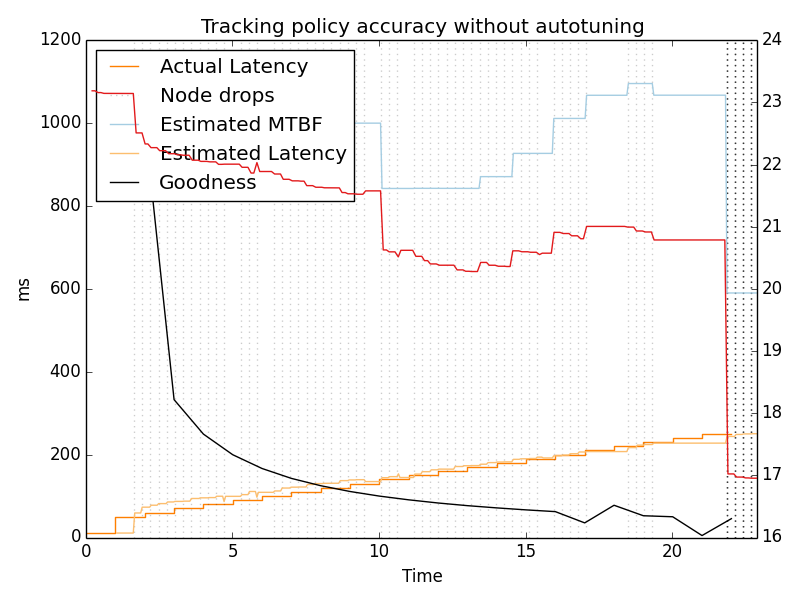 Tracking policy accuracy without autotuning
1200
1000
800
600
400
200
0
ms
Actual Latency
Node drops
Estimated MTBF
Estimated Latency
Goodness
24
23
22
21
20
19
18
17
16
0 5 10 15 20
Time